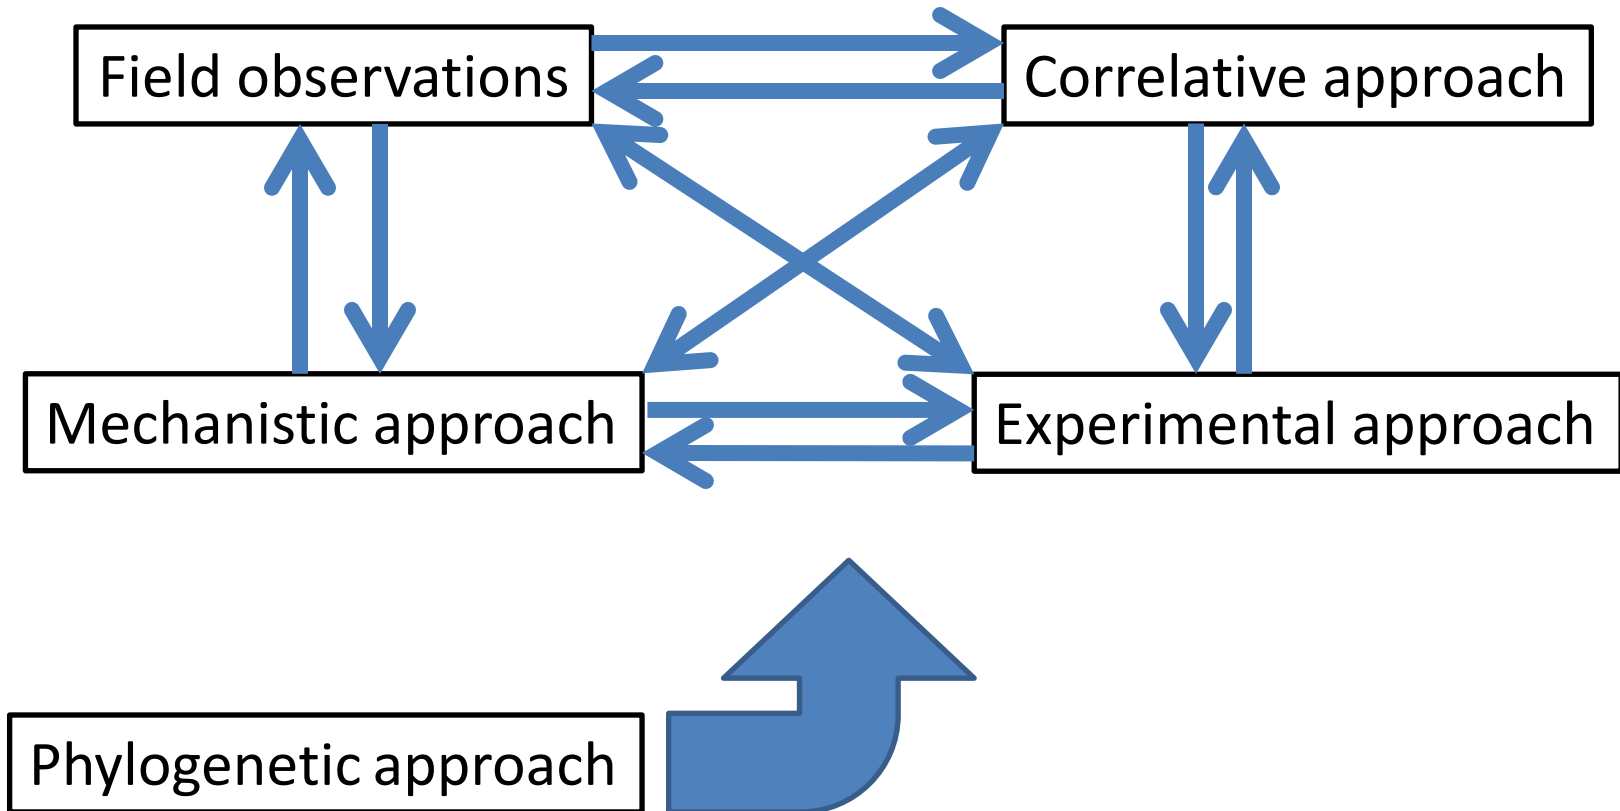 Field observations
Correlative approach
Mechanistic approach
Experimental approach
Phylogenetic approach